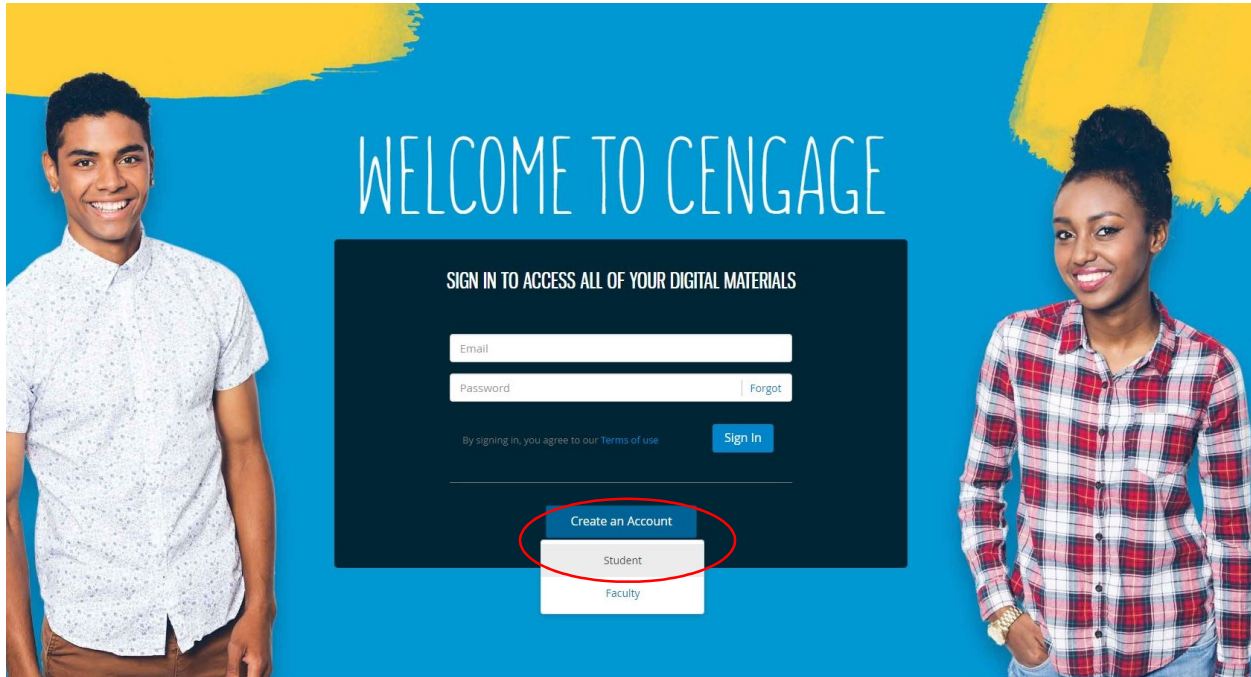 WELCOME TO CENGAGE
SIGN IN TO ACCESS ALL OF YOUR DIGITAL MATERIALS
Email
Password Forgot
By signing in, you agree to our Terms of use Sign In
Create an Account
Student
Faculty